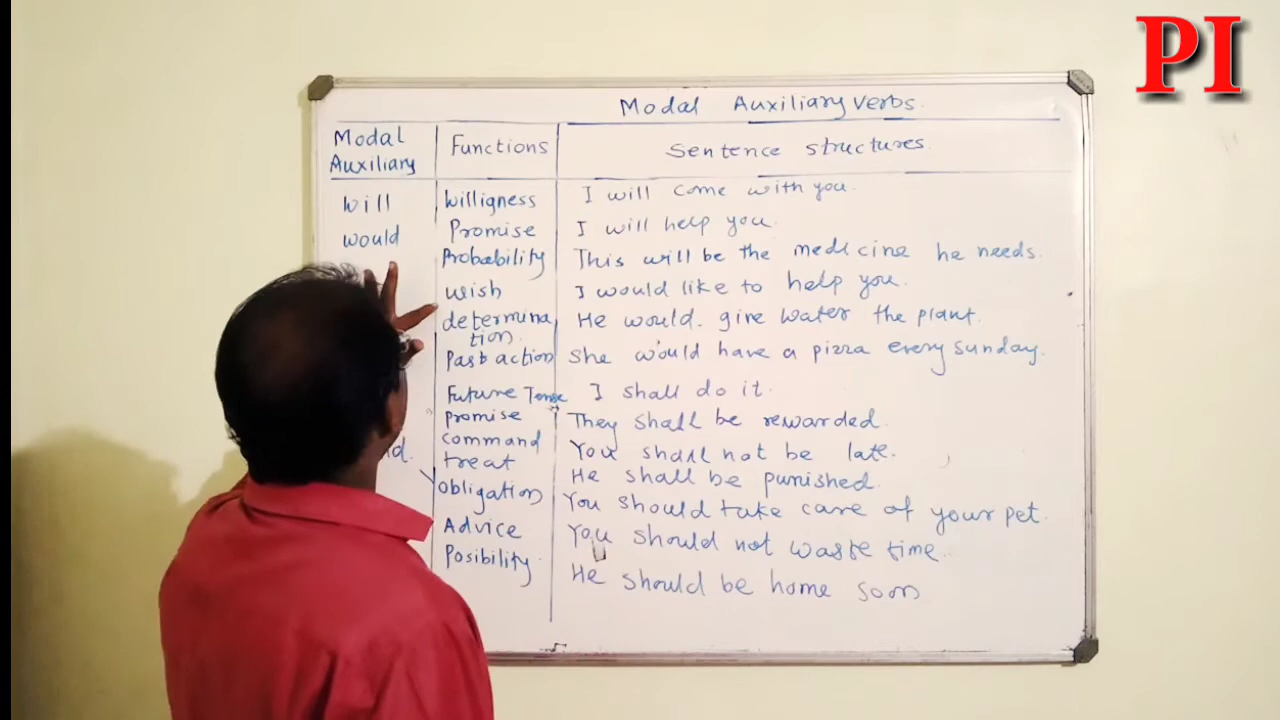 PI
Modal Auxiliary verbs.
Modal Auxiliary Functions Sentence structures.
will willigness I will come with you.
would Promise I will help you.
Probability This will be the medicine he needs.
wish I would like to help you.
determination. He would. give water the plant.
Past action She would have a pizza every sunday.
Future Tense I shall do it.
promise They shall be rewarded.
command You shall not be late.
treat He shall be punished.
obligation You should take care of your pet.
Advice You should not waste time.
Posibility. He should be home soon